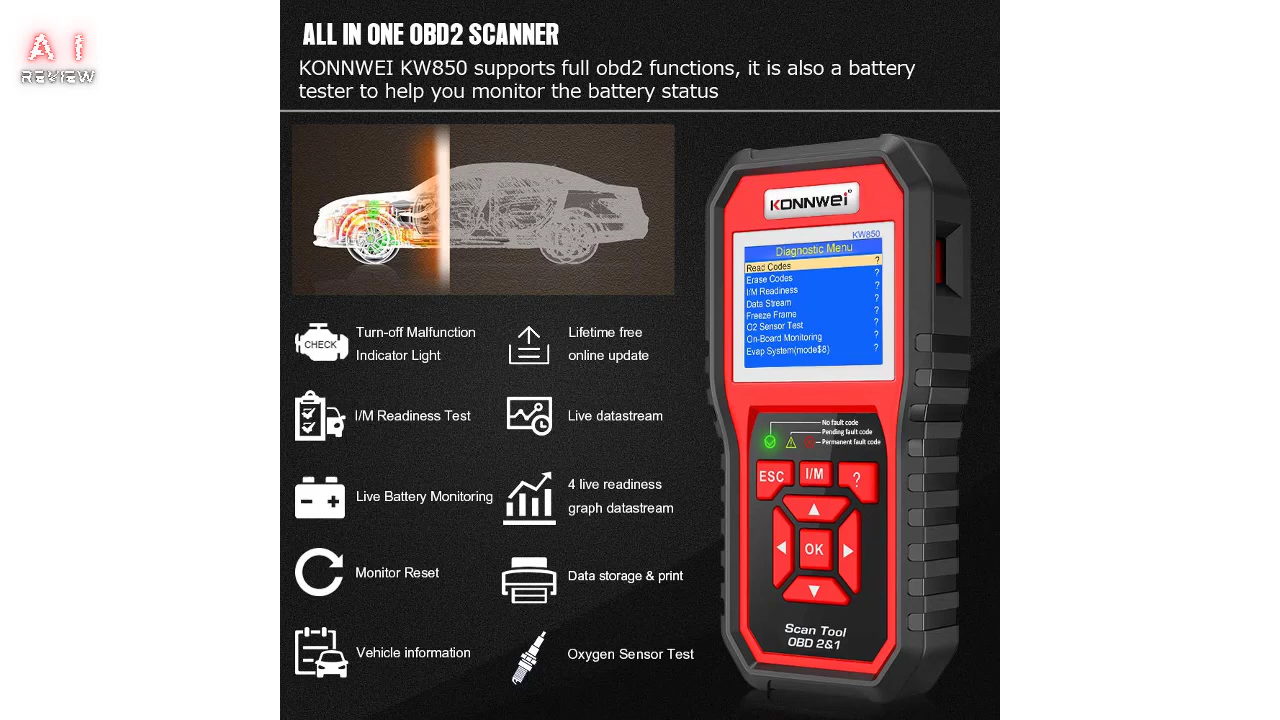 AI
REVIEW
ALL IN ONE OBD2 SCANNER
KONNWEI KW850 supports full obd2 functions, it is also a battery
tester to help you monitor the battery status
CHECK
Turn-off Malfunction
Indicator Light
Lifetime free
online update
I/M Readiness Test
Live datastream
Live Battery Monitoring
4 live readiness
graph datastream
Monitor Reset
Data storage & print
Vehicle information
Oxygen Sensor Test
KONNWEI
KW850
Diagnostic Menu
Read Codes ?
Erase Codes ?
I/M Readiness ?
Data Stream ?
Freeze Frame ?
O2 Sensor Test ?
On-Board Monitoring ?
Evap System(mode$8) ?
No fault code
Pending fault code
Permanent fault code
ESC I/M ?
OK
Scan Tool
OBD 2&1